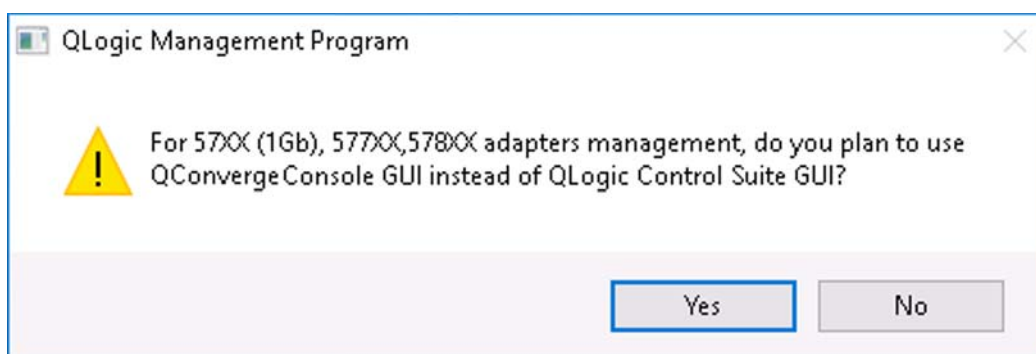 QLogic Management Program
For 57XX (1Gb), 577XX,578XX adapters management, do you plan to use
QConvergeConsole GUI instead of QLogic Control Suite GUI?
Yes
No